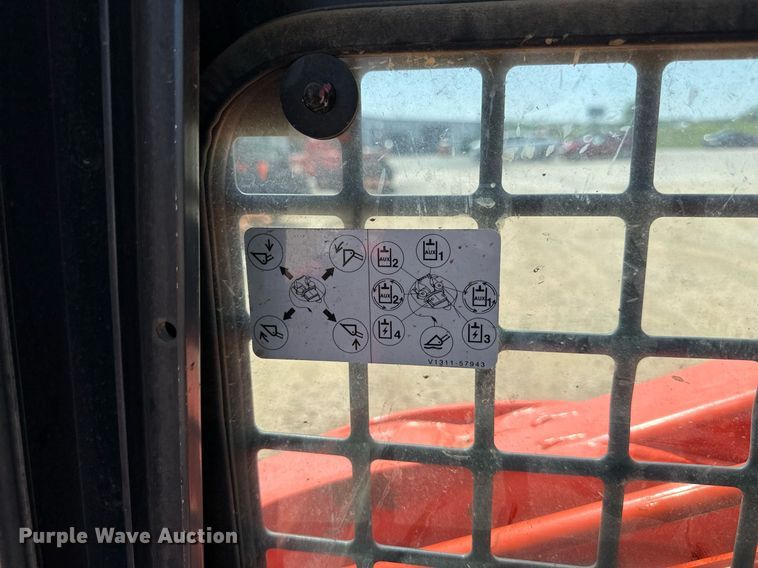 AUX 2
AUX 1
AUX 2
AUX 1
4
3
V1311-57943
Purple Wave Auction